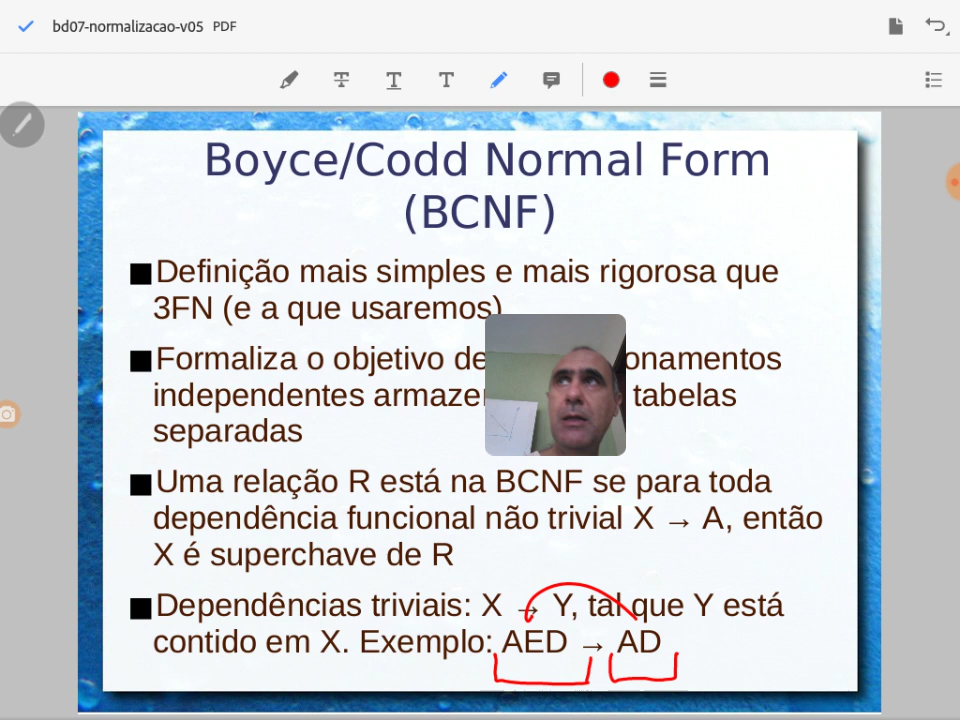 bd07-normalizacao-v05 PDF
T T T
Boyce/Codd Normal Form
(BCNF)
■Definição mais simples e mais rigorosa que
3FN (e a que usaremos)
■Formaliza o objetivo de onamentos
independentes armaze tabelas
separadas
■Uma relação R está na BCNF se para toda
dependência funcional não trivial X → A, então
X é superchave de R
■Dependências triviais: X → Y, tal que Y está
contido em X. Exemplo: AED → AD